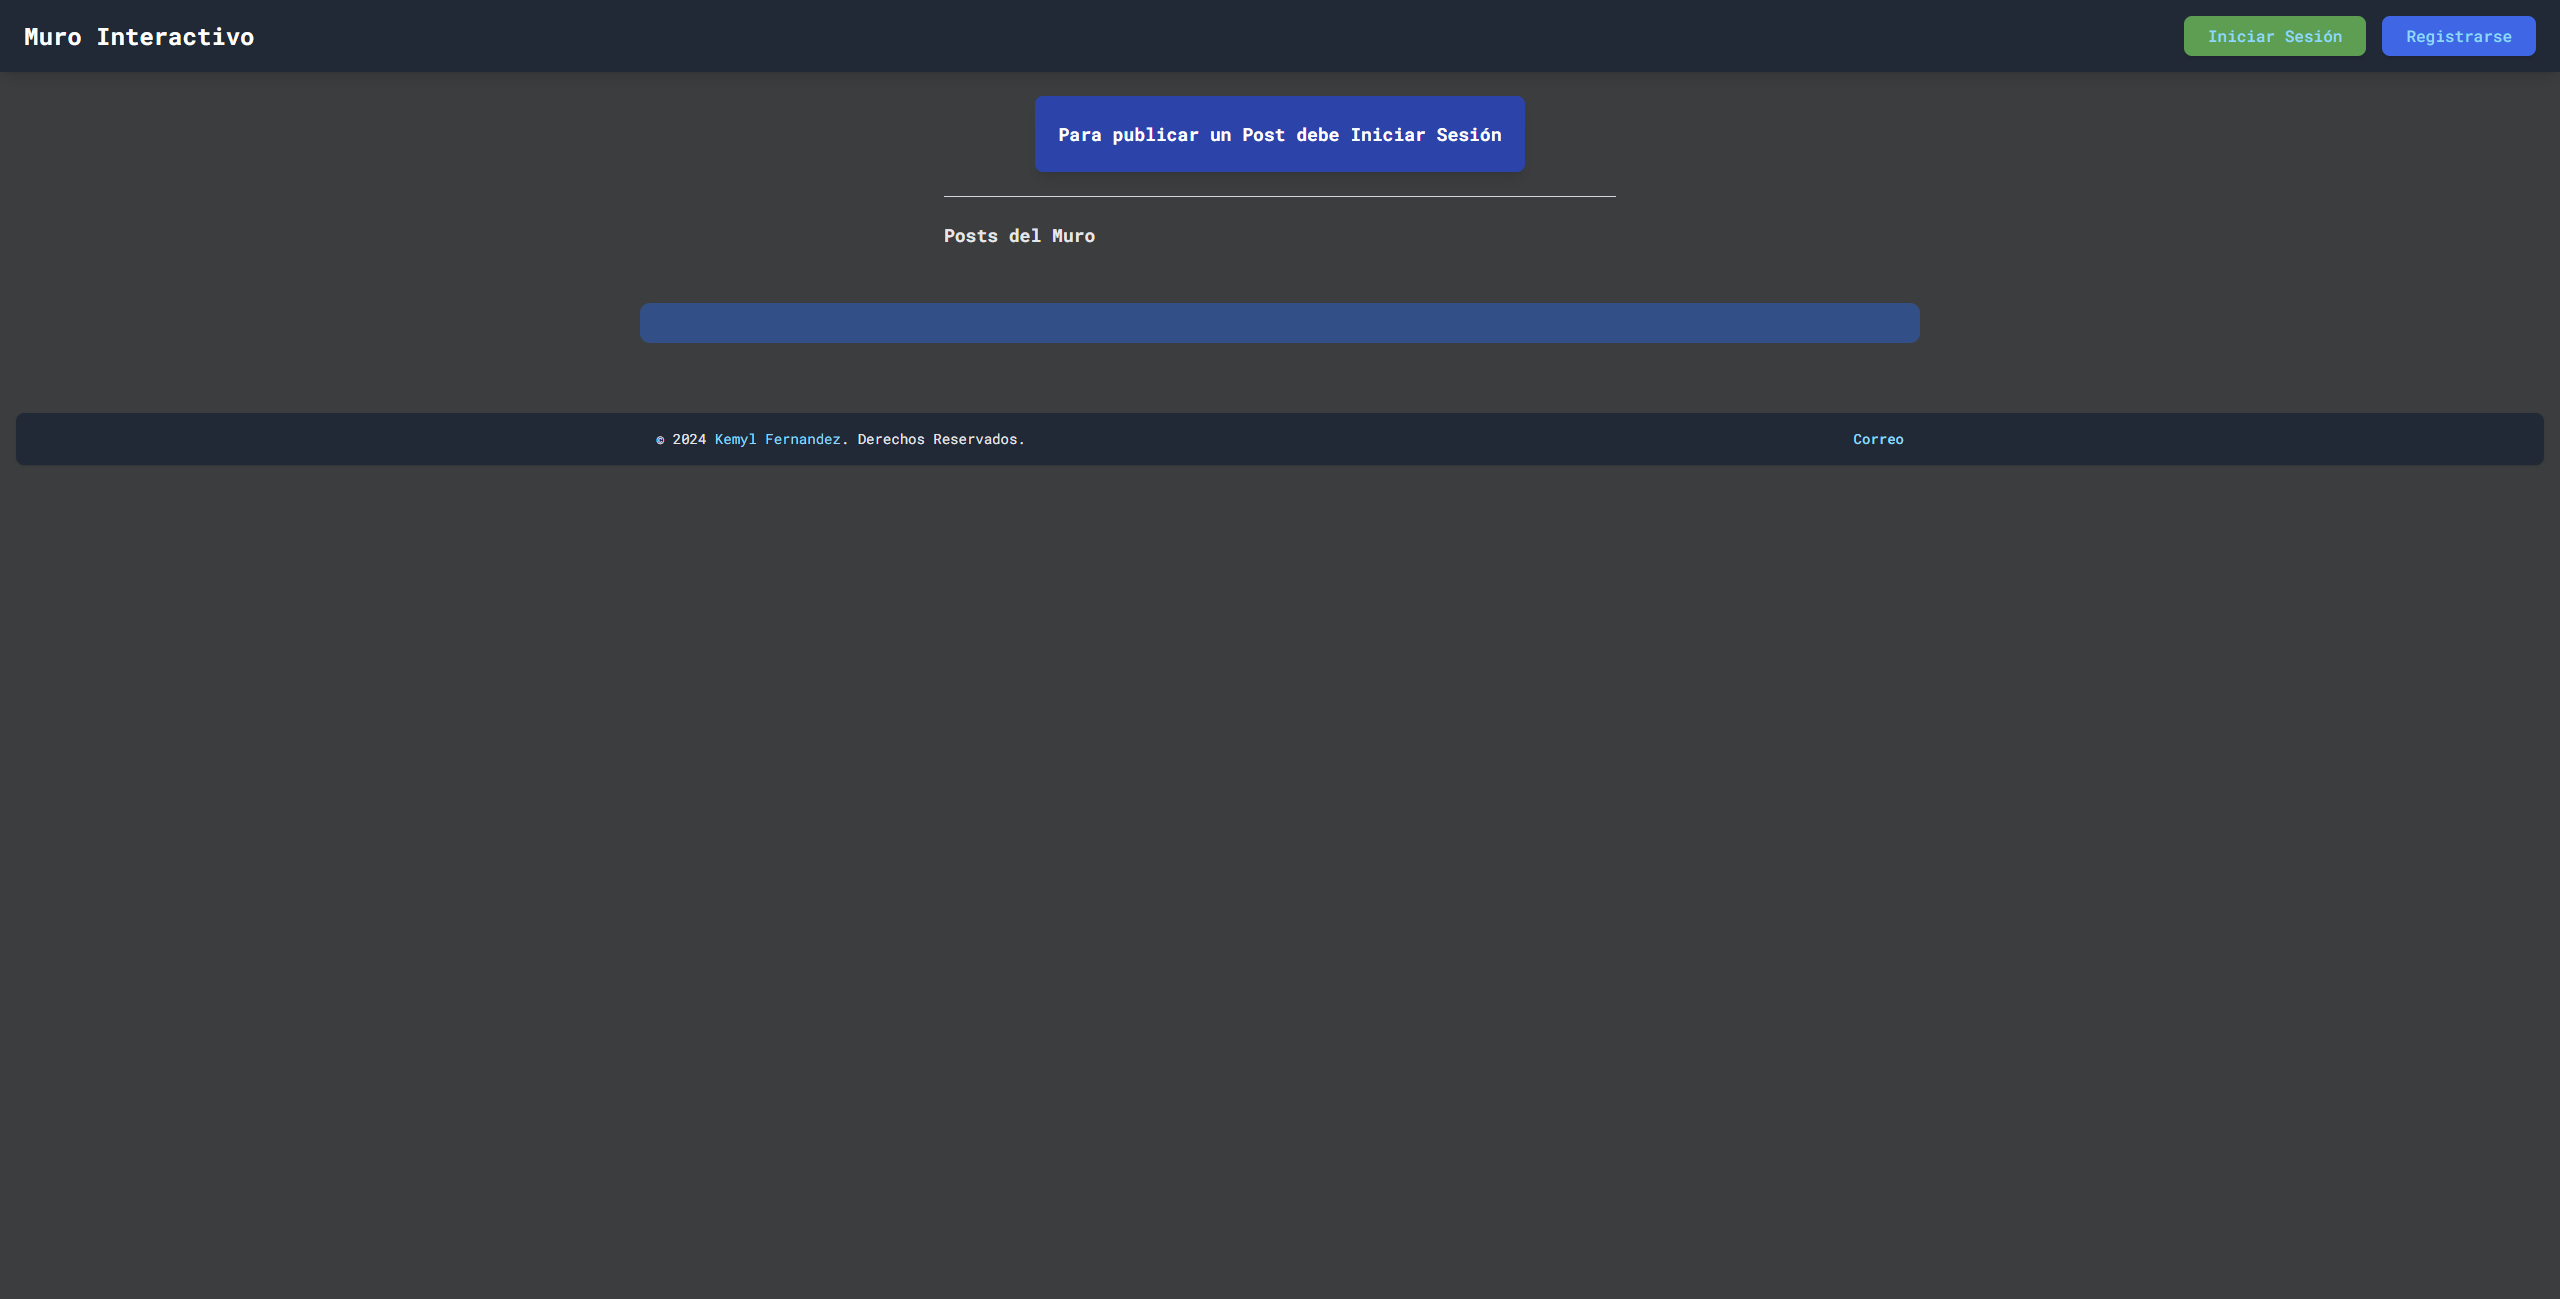 Muro Interactivo
Iniciar Sesión
Registrarse
Para publicar un Post debe Iniciar Sesión
Posts del Muro
© 2024 Kemyl Fernandez. Derechos Reservados.
Correo